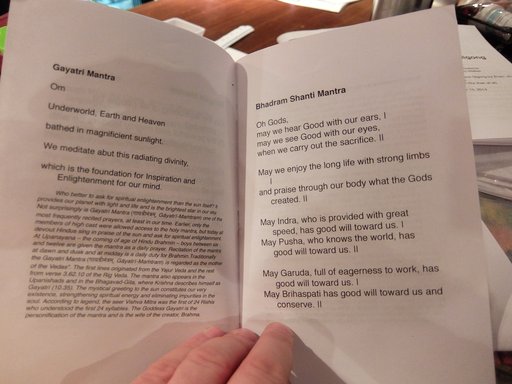 Gayatri Mantra
Om
Underworld, Earth and Heaven
bathed in magnificient sunlight.
We meditate abut this radiating divinity,
which is the foundation for Inspiration and
Enlightenment for our mind.
Who better to ask for spiritual enlightenment than the sun itself? It
provides our planet with light and life and is the brightest star in our sky.
Not surprisingly is Gayatri Mantra
most frequently recited prayers, at least in our time. Earlier, only the
members of high cast were allowed access to the holy mantra, but today all
devout Hindus sing in praise of the sun and ask for spiritual enlightenment.
At Upanayama – the coming of age of Hindu Brahmin – boys between
and twelve are given the mantra as a daily prayer. Recitation of the mantra
at dawn and dusk and at midday is a daily duty for Brahmin.Traditionally
the Gayatri Mantra is regarded as the mother
of the Vedas". The first lines originated from the Yajur Veda and the rest
from verse 3.62.10 of the Rig Veda. The mantra also appears in the
Upanishads and in the Bhagavad-Gita, where Krishna describes himself as
Gayatri (10.35). The mystical greeting to the sun constitutes our very
existence, strengthening spiritual energy and eliminating impurities in the
soul. According to legend, the seer Vishva Mitra was the first of 24 Rishis
who understood the first 24 syllables. The Goddess Gayatri is the
personification of the mantra and is the wife of the creator, Brahma.
Bhadram Shanti Mantra
Oh Gods,
may we hear Good with our ears, I
may we see Good with our eyes,
when we carry out the sacrifice. II
May we enjoy the long life with strong limbs
I
and praise through our body what the Gods
created. II
May Indra, who is provided with great
speed, has good will toward us. I
May Pusha, who knows the world, has
good will toward us. II
May Garuda, full of eagerness to work, has
good will toward us. I
May Brihaspati has good will toward us and
conserve. II